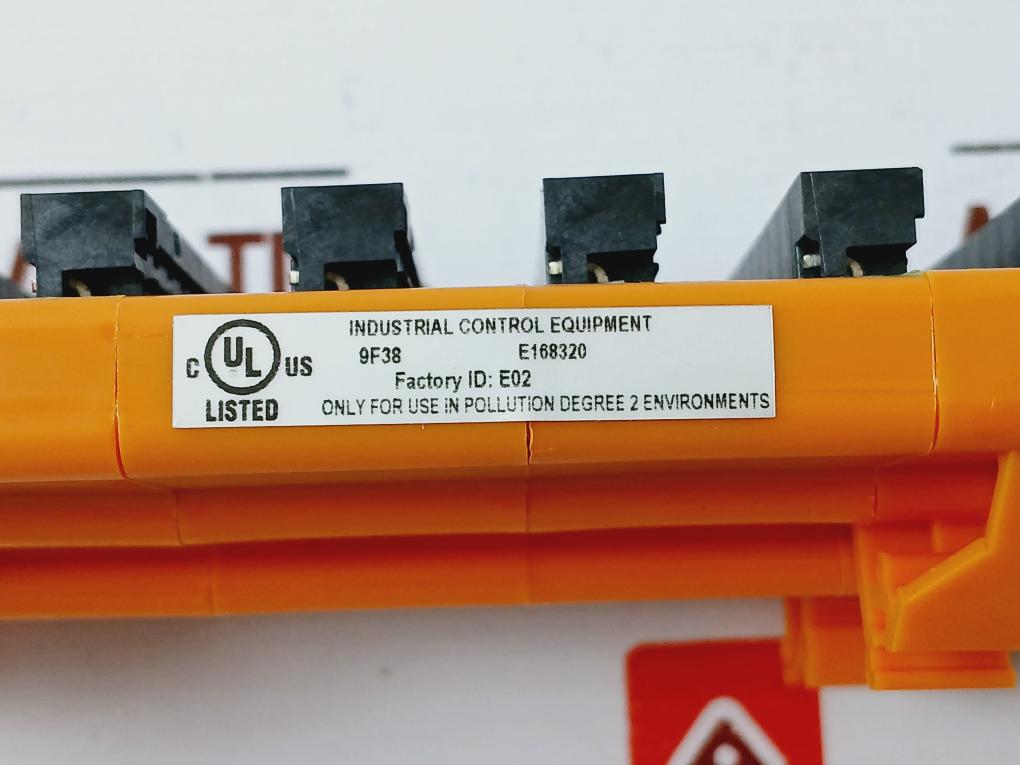 INDUSTRIAL CONTROL EQUIPMENT
C UL US
9F38 E168320
Factory ID: E02
LISTED
ONLY FOR USE IN POLLUTION DEGREE 2 ENVIRONMENTS